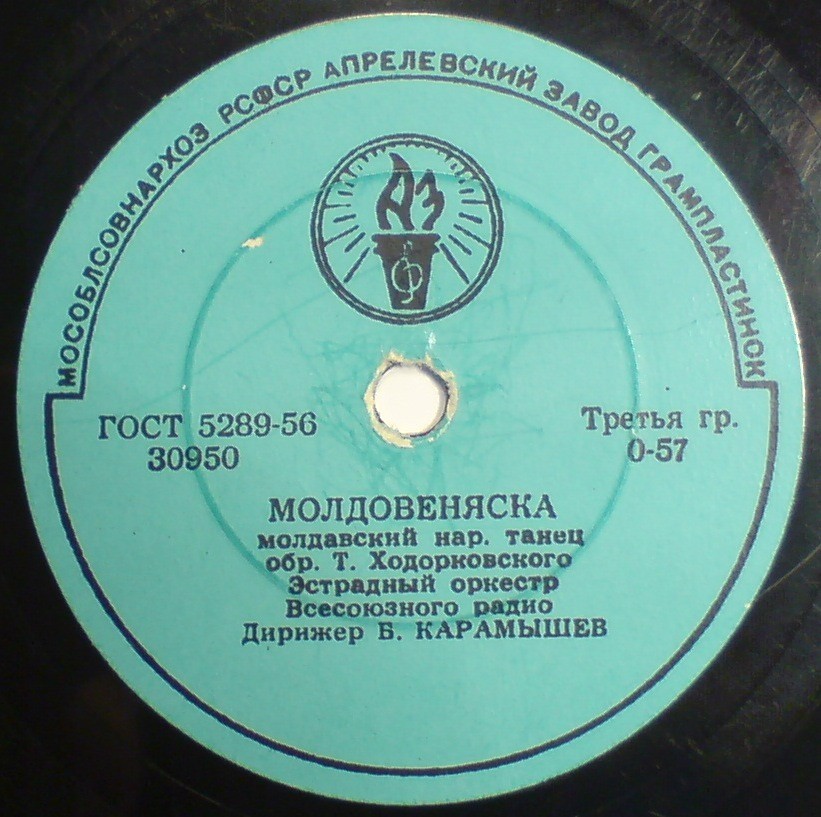 МОСОБЛСОВНАРХОЗ РСФСР АПРЕЛЕВСКИЙ ЗАВОД ГРАМПЛАСТИНОК
АЗ
ГОСТ 5289-56
30950
Третья гр.
0-57
МОЛДОВЕНЯСКА
молдавский нар. танец
обр. Т. Ходорковского
Эстрадный оркестр
Всесоюзного радио
Дирижер Б. КАРАМЫШЕВ